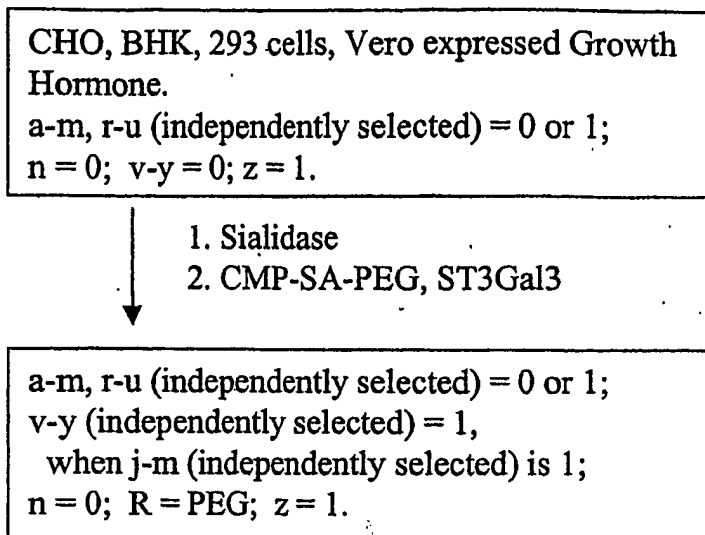 CHO, BHK, 293 cells, Vero expressed Growth
Hormone.
a-m, r-u (independently selected) = 0 or 1;
n = 0; v-y = 0; z = 1.
1. Sialidase
2. CMP-SA-PEG, ST3Gal3
a-m, r-u (independently selected) = 0 or 1;
v-y (independently selected) = 1,
when j-m (independently selected) is 1;
n = 0; R = PEG; z = 1.